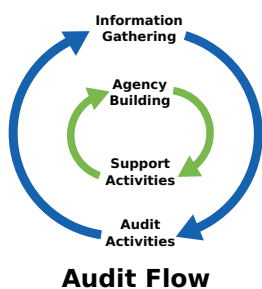 Information
Gathering
Agency
Building
Support
Activities
Audit
Activities
Audit Flow